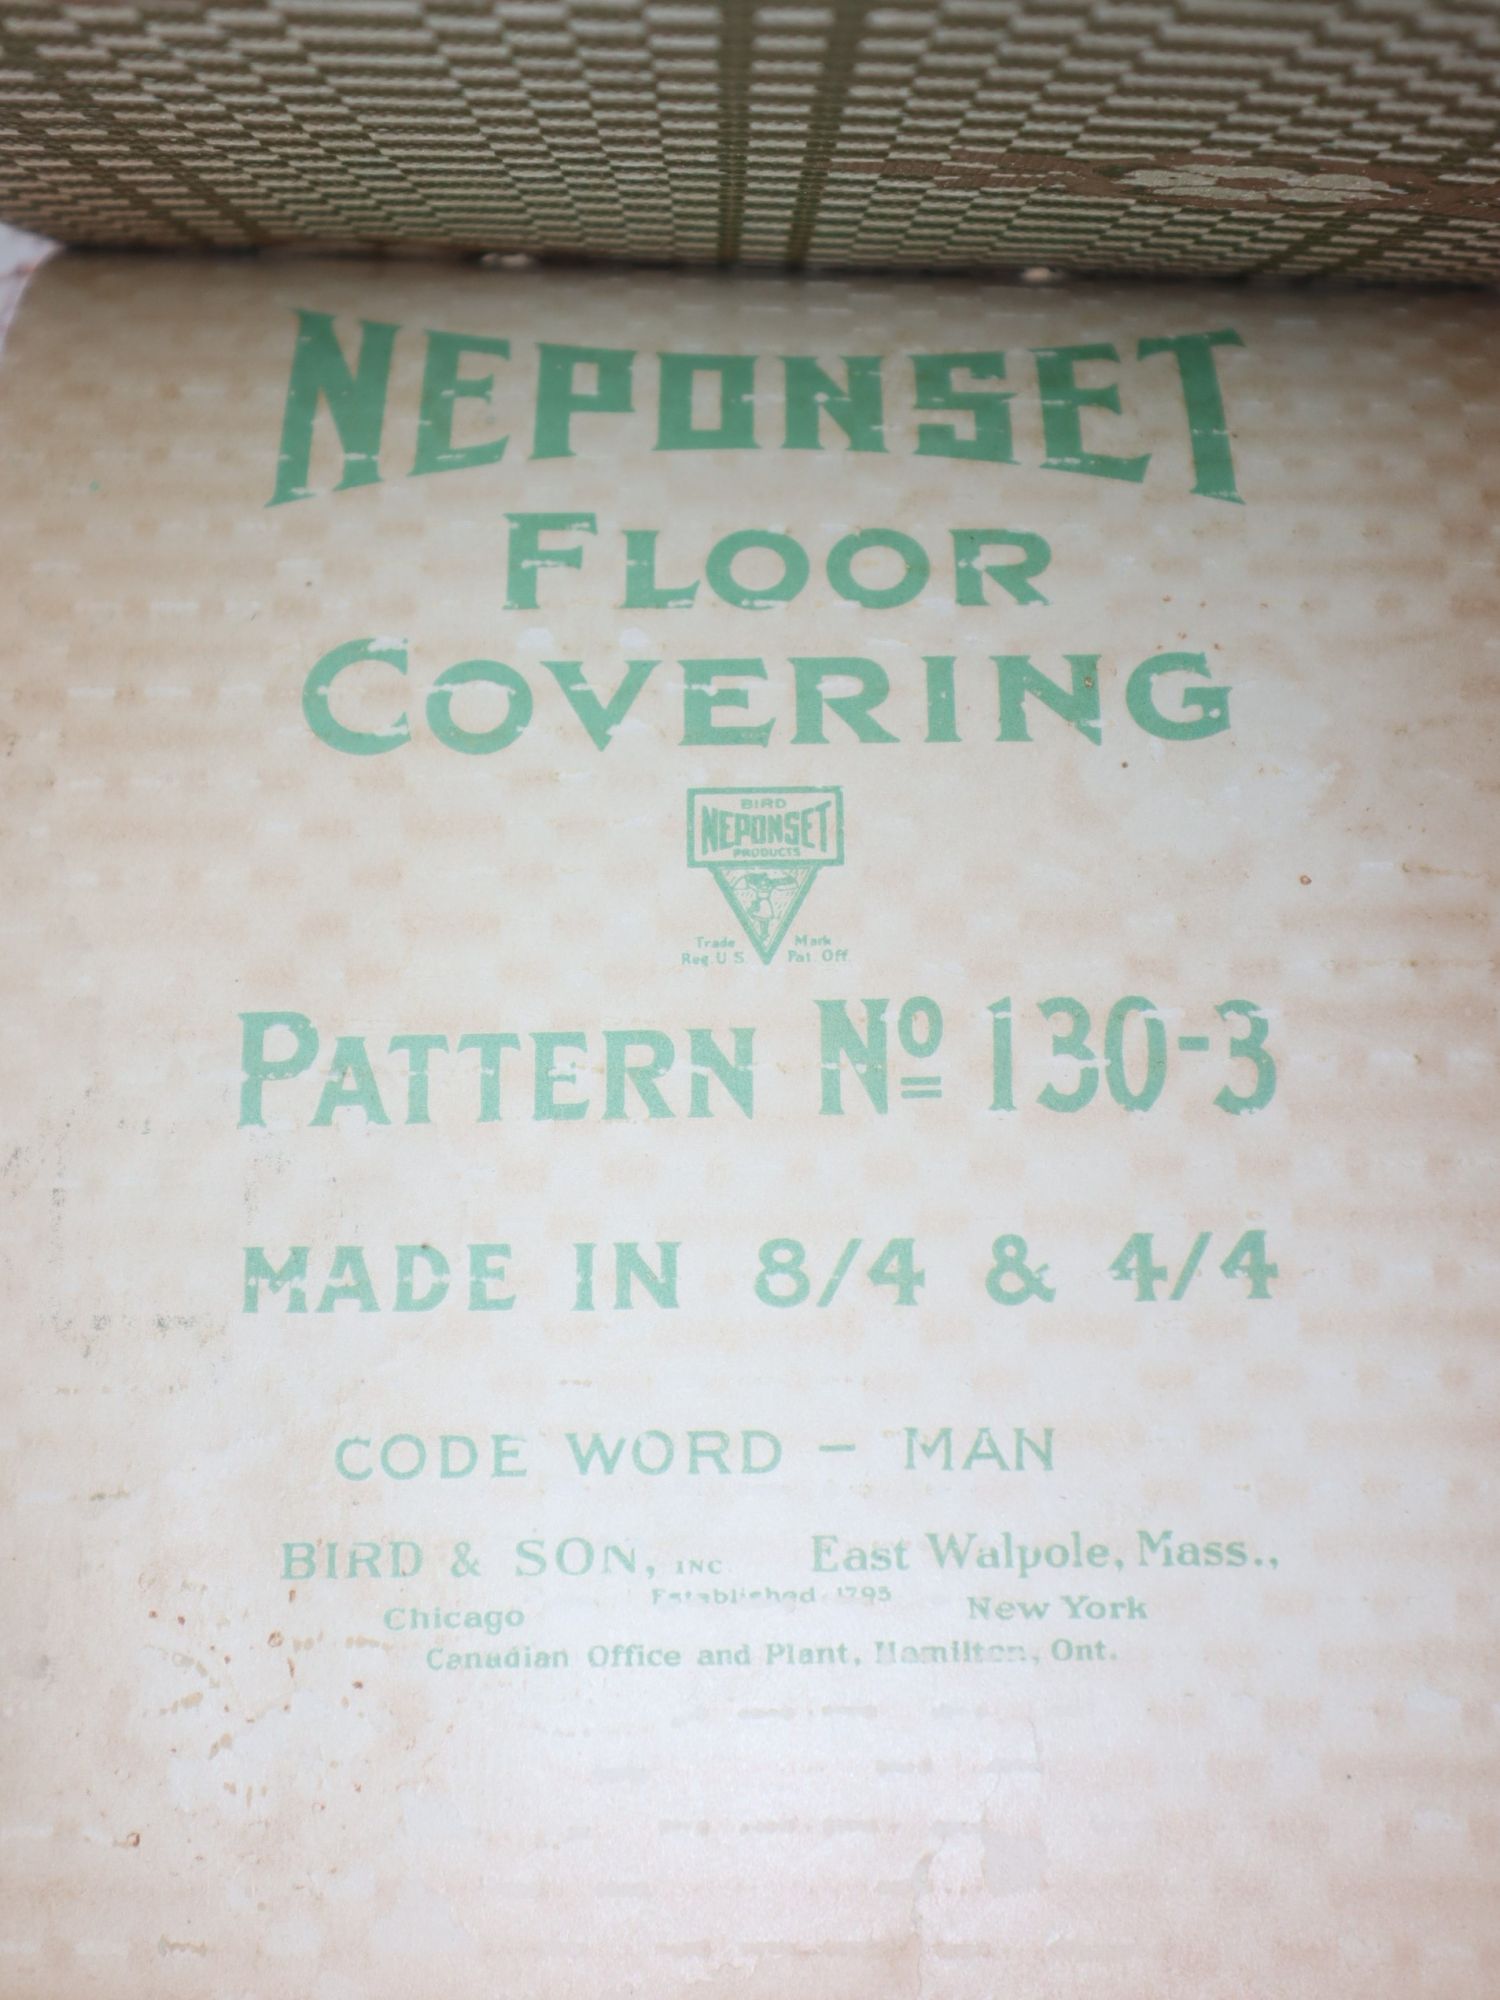 NEPONSET
FLOOR
COVERING
BIRD
NEPONSET
PRODUCTS
Trade Mark
Reg. U S. Pat. Off.
PATTERN Nº 130-3
MADE IN 8/4 & 4/4
CODE WORD - MAN
BIRD & SON, INC. East Walpole, Mass.,
Established 1795
Chicago New York
Canadian Office and Plant, Hamilton, Ont.